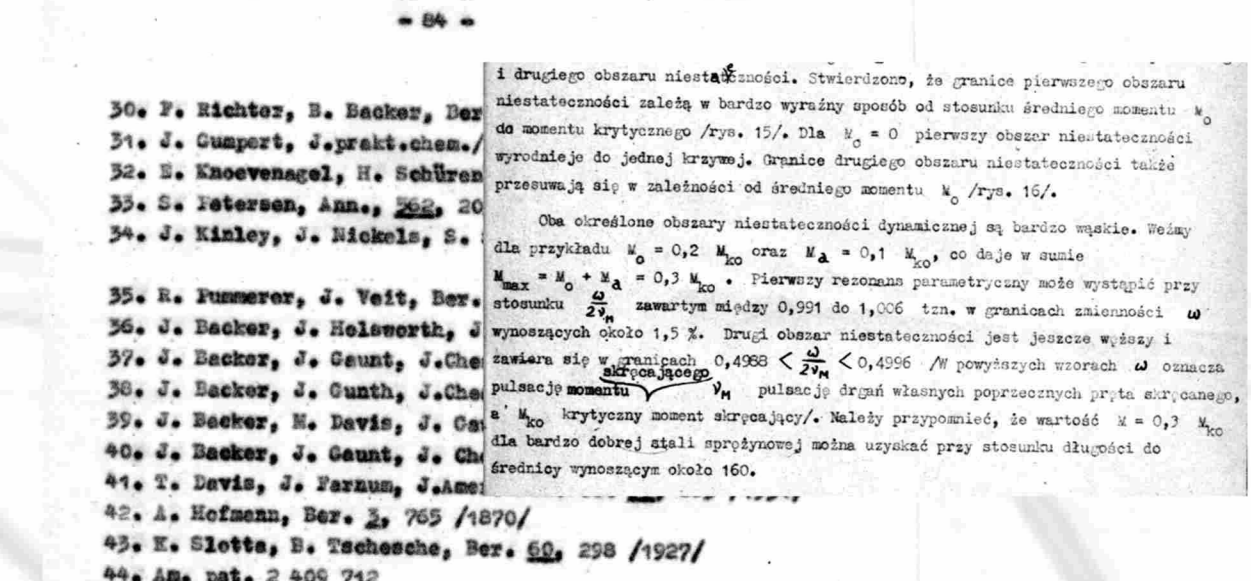 - 84 -
30. F. Richter, B. Backer, Ber
31. J. Gumpert, J.prakt.chem./
32. E. Knoevenagel, H. Schüren
33. S. Petersen, Ann., 562, 20
34. J. Kinley, J. Nickels, S.
35. R. Pummerer, J. Veit, Ber.
36. J. Backer, J. Holsworth, J
37. J. Backer, J. Gaunt, J.Che
38. J. Backer, J. Gunth, J.Che
39. J. Backer, M. Davis, J. Ga
40. J. Backer, J. Gaunt, J. Ch
41. T. Davis, J. Farnum, J.Amer
42. A. Hofmann, Ber. 3, 765 /1870/
43. K. Slotta, B. Tscheesche, Ber. 60, 298 /1927/
44. Am. pat. 2 409 712
i drugiego obszaru niestateczności. Stwierdzono, że granice pierwszego obszaru
niestateczności zależą w bardzo wyraźny sposób od stosunku średniego momentu M₀
do momentu krytycznego /rys. 15/. Dla M₀ = 0 pierwszy obszar niestateczności
wyrodnieje do jednej krzywej. Granice drugiego obszaru niestateczności także
przesuwają się w zależności od średniego momentu M₀ /rys. 16/.
Oba określone obszary niestateczności dynamicznej są bardzo wąskie. Weźmy
dla przykładu M₀ = 0,2 Mko oraz Ma = 0,1 Mko, co daje w sumie
Mmax = M₀ + Ma = 0,3 Mko . Pierwszy rezonans parametryczny może wystąpić przy
stosunku ω/2νM zawartym między 0,991 do 1,006 tzn. w granicach zmienności ω
wynoszących około 1,5 %. Drugi obszar niestateczności jest jeszcze węższy i
zawiera się w granicach 0,4988 < ω/2νM < 0,4996 /W powyższych wzorach ω oznacza
pulsację momentu skręcającego νM pulsację drgań własnych poprzecznych pręta skręcanego,
a Mko krytyczny moment skręcający/. Należy przypomnieć, że wartość M = 0,3 Mko
dla bardzo dobrej stali sprężynowej można uzyskać przy stosunku długości do
średnicy wynoszącym około 160.